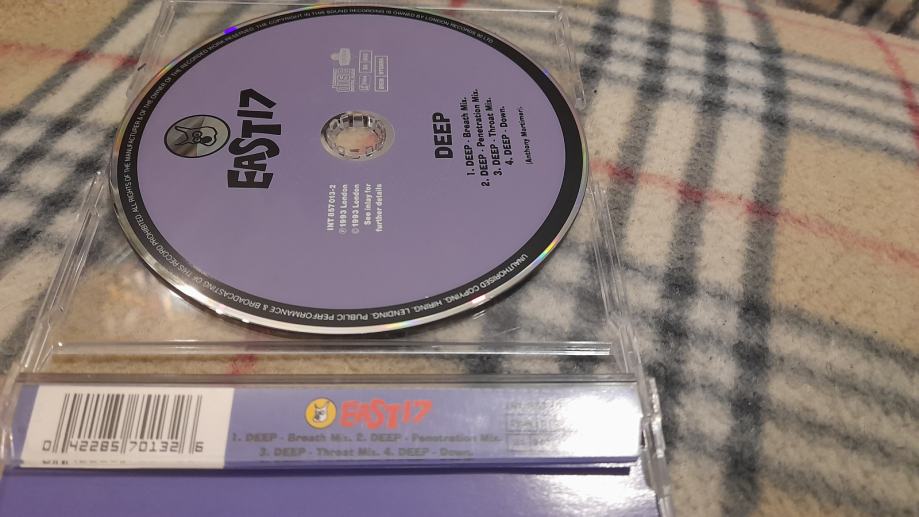 UNAUTHORISED COPYING, HIRING, LENDING, PUBLIC PERFORMANCE & BROADCASTING OF THIS RECORD PROHIBITED. ALL RIGHTS OF THE MANUFACTURER & OF THE OWNER OF THE RECORDED WORK RESERVED. THE COPYRIGHT IN THIS SOUND RECORDING IS OWNED BY LONDON RECORDS 90 LTD
EAST 17
COMPACT
disc
INT 857013-2
℗ 1993 London
© 1993 London
See inlay for
further details
DEEP
1. DEEP - Breath Mix.
2. DEEP - Penetration Mix.
3. DEEP - Throat Mix.
4. DEEP - Down.
(Anthony Mortimer).
EAST 17
1. DEEP - Breath Mix. 2. DEEP - Penetration Mix.
3. DEEP - Throat Mix. 4. DEEP - Down.
0 42285 70132 6